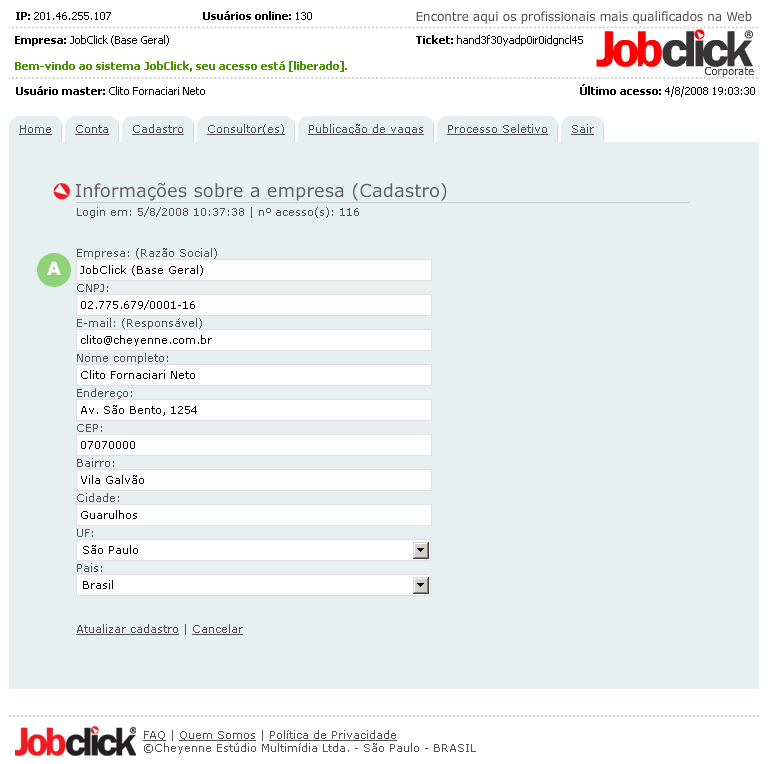 IP: 201.46.255.107 Usuários online: 130 Encontre aqui os profissionais mais qualificados na Web
Empresa: JobClick (Base Geral) Ticket: hand3f30yadp0ir0idgncl45
Jobclick®
Corporate
Bem-vindo ao sistema JobClick, seu acesso está [liberado].
Usuário master: Clito Fornaciari Neto Último acesso: 4/8/2008 19:03:30
Home Conta Cadastro Consultor(es) Publicação de vagas Processo Seletivo Sair
Informações sobre a empresa (Cadastro)
Login em: 5/8/2008 10:37:38 | nº acesso(s): 116
Empresa: (Razão Social)
A JobClick (Base Geral)
CNPJ:
02.775.679/0001-16
E-mail: (Responsável)
clito@cheyenne.com.br
Nome completo:
Clito Fornaciari Neto
Endereço:
Av. São Bento, 1254
CEP:
07070000
Bairro:
Vila Galvão
Cidade:
Guarulhos
UF:
São Paulo
Pais:
Brasil
Atualizar cadastro | Cancelar
Jobclick® FAQ | Quem Somos | Política de Privacidade
©Cheyenne Estúdio Multimídia Ltda. - São Paulo - BRASIL